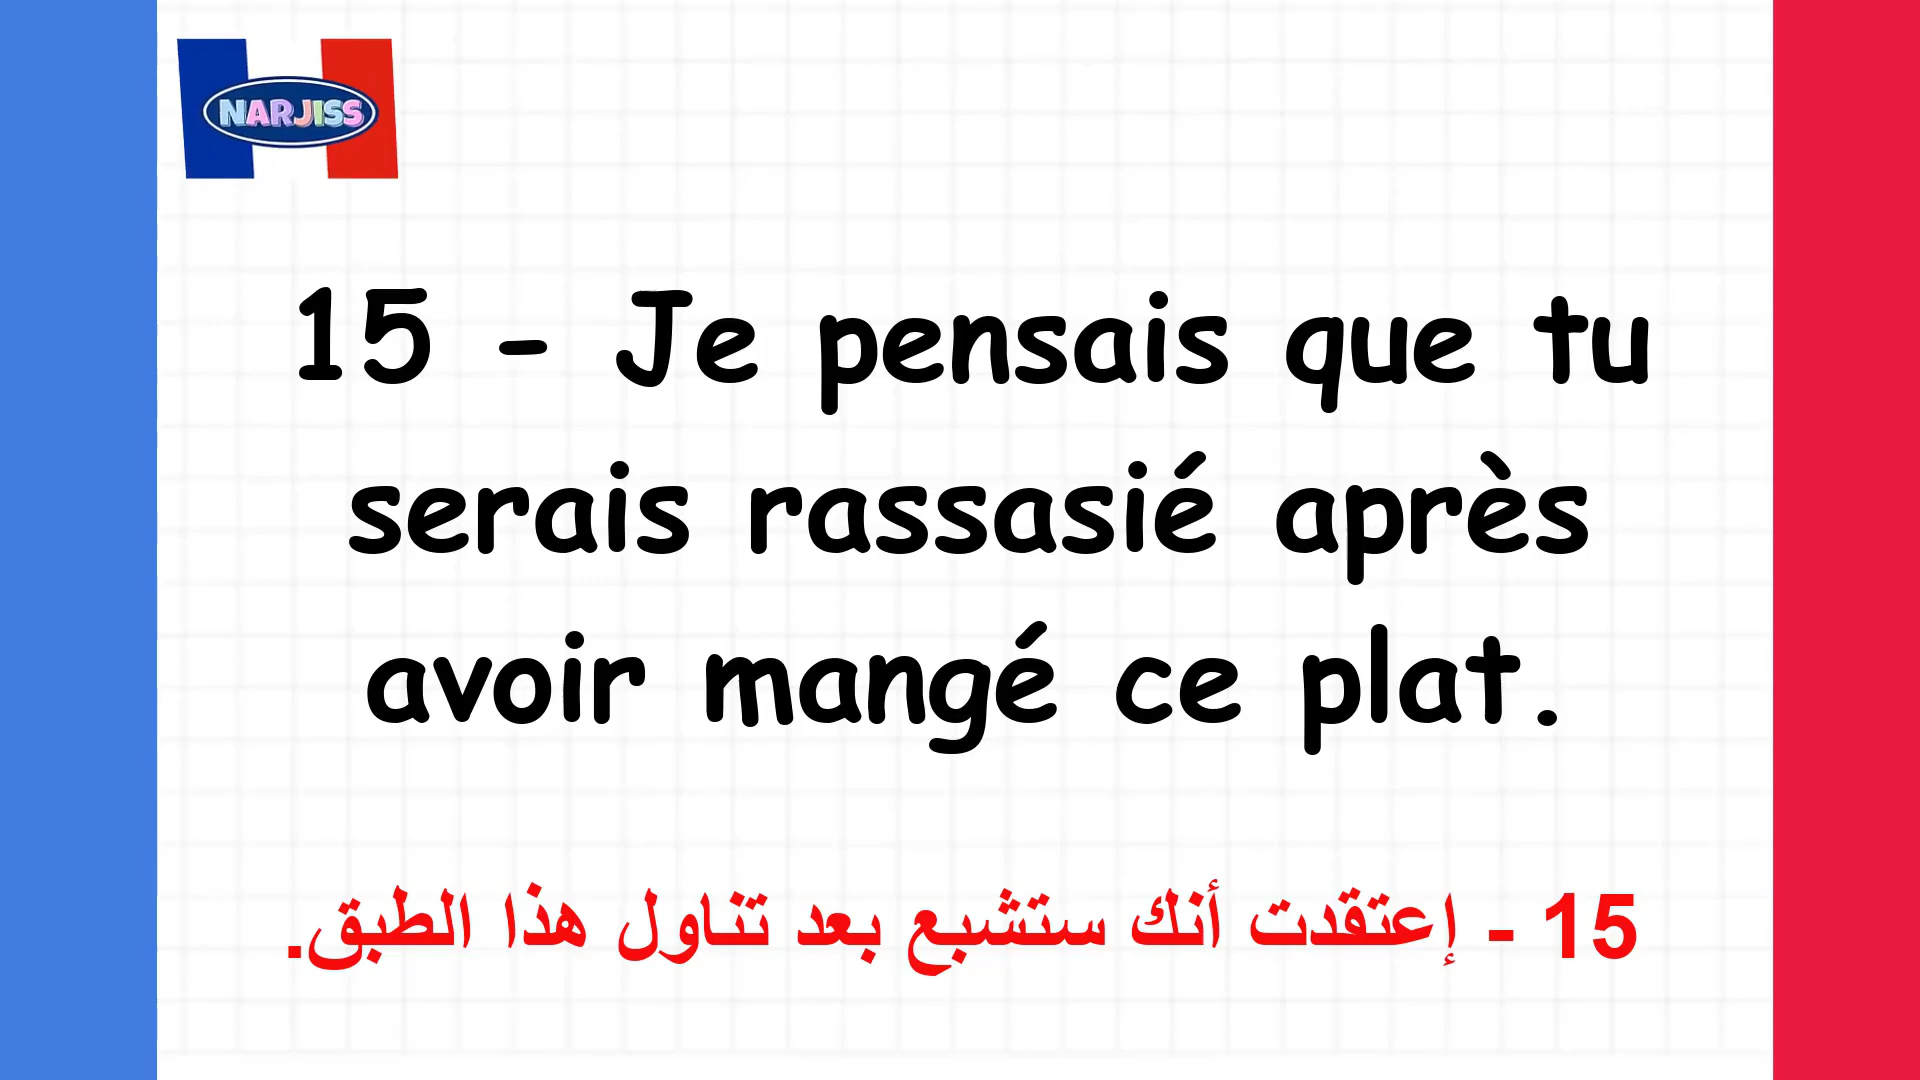 NARJISS
15 - Je pensais que tu
serais rassasié après
avoir mangé ce plat.
15 - إعتقدت أنك ستشبع بعد تناول هذا الطبق.